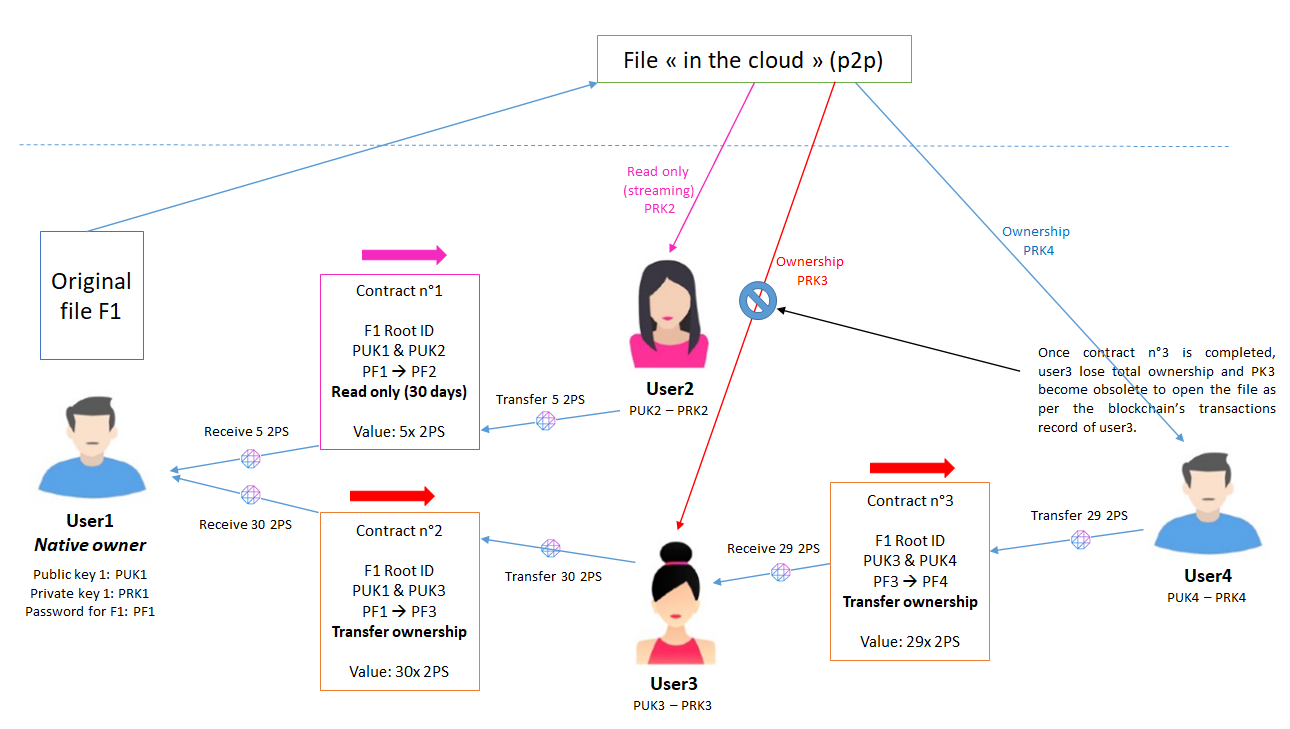 File « in the cloud » (p2p)
Read only
(streaming)
PRK2
Ownership
PRK4
Ownership
PRK3
Original
file F1
Contract n°1
F1 Root ID
PUK1 & PUK2
PF1 → PF2
Read only (30 days)
Value: 5x 2PS
User2
PUK2 – PRK2
Transfer 5 2PS
Receive 5 2PS
Once contract n°3 is completed,
user3 lose total ownership and PK3
become obsolete to open the file as
per the blockchain's transactions
record of user3.
User1
Native owner
Public key 1: PUK1
Private key 1: PRK1
Password for F1: PF1
Receive 30 2PS
Contract n°2
F1 Root ID
PUK1 & PUK3
PF1 → PF3
Transfer ownership
Value: 30x 2PS
Transfer 30 2PS
User3
PUK3 – PRK3
Receive 29 2PS
Contract n°3
F1 Root ID
PUK3 & PUK4
PF3 → PF4
Transfer ownership
Value: 29x 2PS
Transfer 29 2PS
User4
PUK4 – PRK4